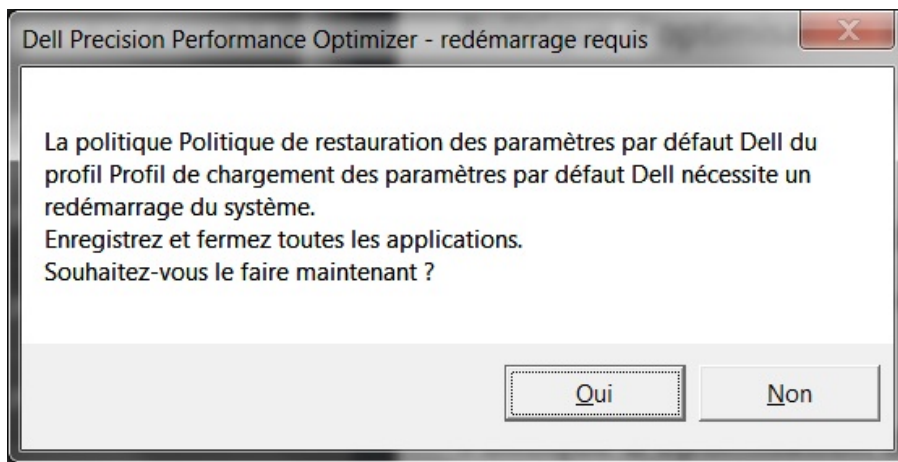 Dell Precision Performance Optimizer - redémarrage requis
La politique Politique de restauration des paramètres par défaut Dell du
profil Profil de chargement des paramètres par défaut Dell nécessite un
redémarrage du système.
Enregistrez et fermez toutes les applications.
Souhaitez-vous le faire maintenant ?
Oui
Non